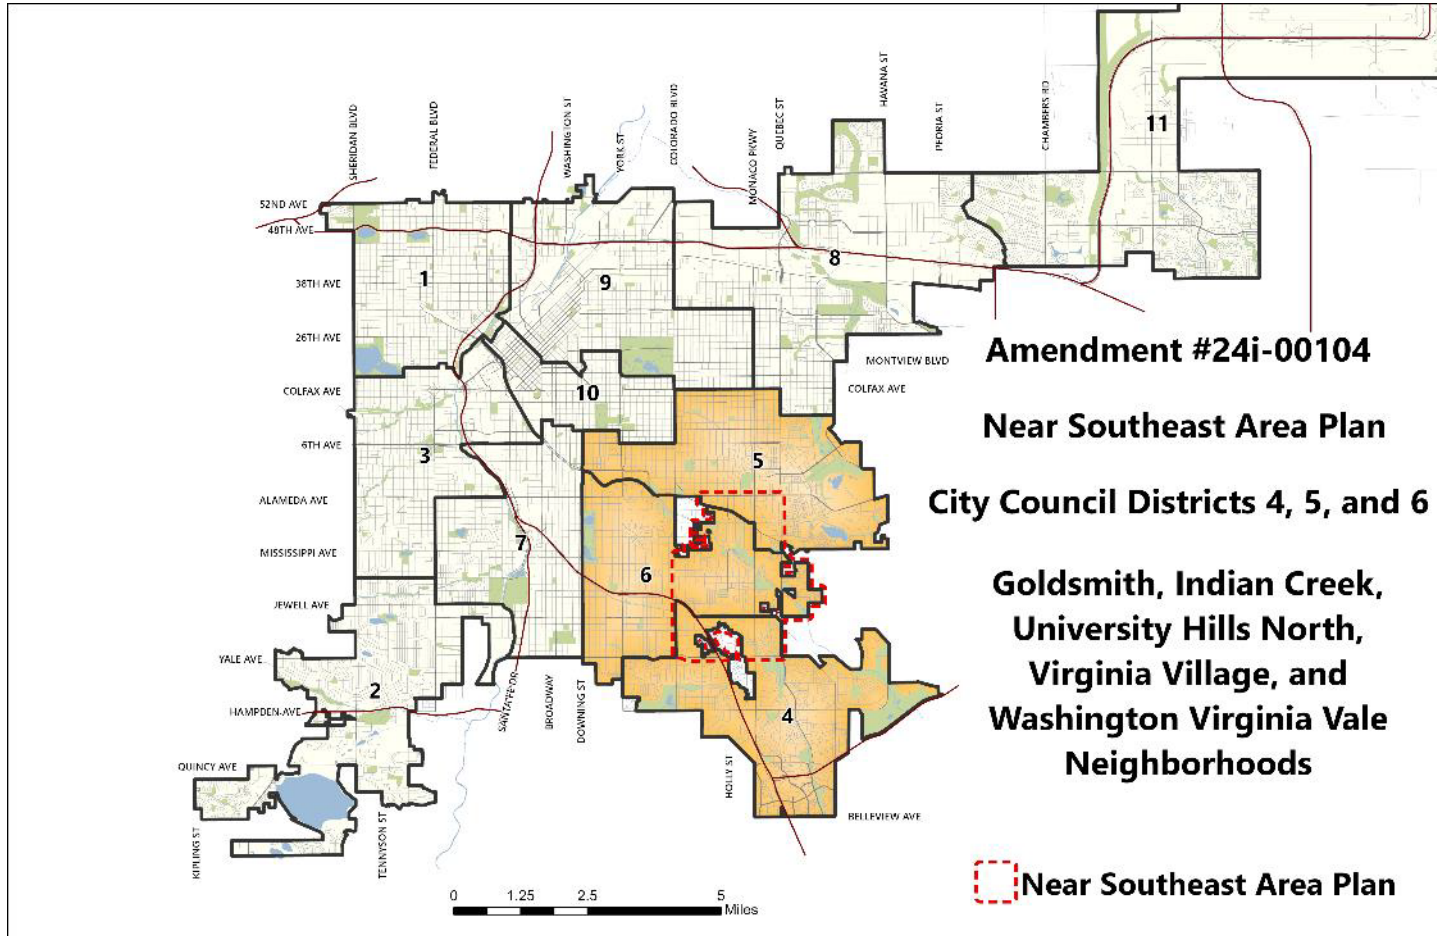 SHERIDAN BLVD
FEDERAL BLVD
WASHINGTON ST
YORK ST
COLORADO BLVD
MONACO PKWY
QUEBEC ST
HAVANA ST
PEORIA ST
CHAMBERS RD
11
52ND AVE
48TH AVE
1
9
8
38TH AVE
26TH AVE
Amendment #24i-00104
MONTVIEW BLVD
COLFAX AVE
10
COLFAX AVE
Near Southeast Area Plan
6TH AVE
3
5
ALAMEDA AVE
City Council Districts 4, 5, and 6
7
MISSISSIPPI AVE
6
Goldsmith, Indian Creek,
JEWELL AVE
University Hills North,
YALE AVE
Virginia Village, and
2
HAMPDEN AVE
SANTA FE DR
BROADWAY
DOWNING ST
4
Washington Virginia Vale
Neighborhoods
QUINCY AVE
HOLLY ST
BELLEVIEW AVE
KIPLING ST
TENNYSON ST
Near Southeast Area Plan
0 1.25 2.5 5
Miles